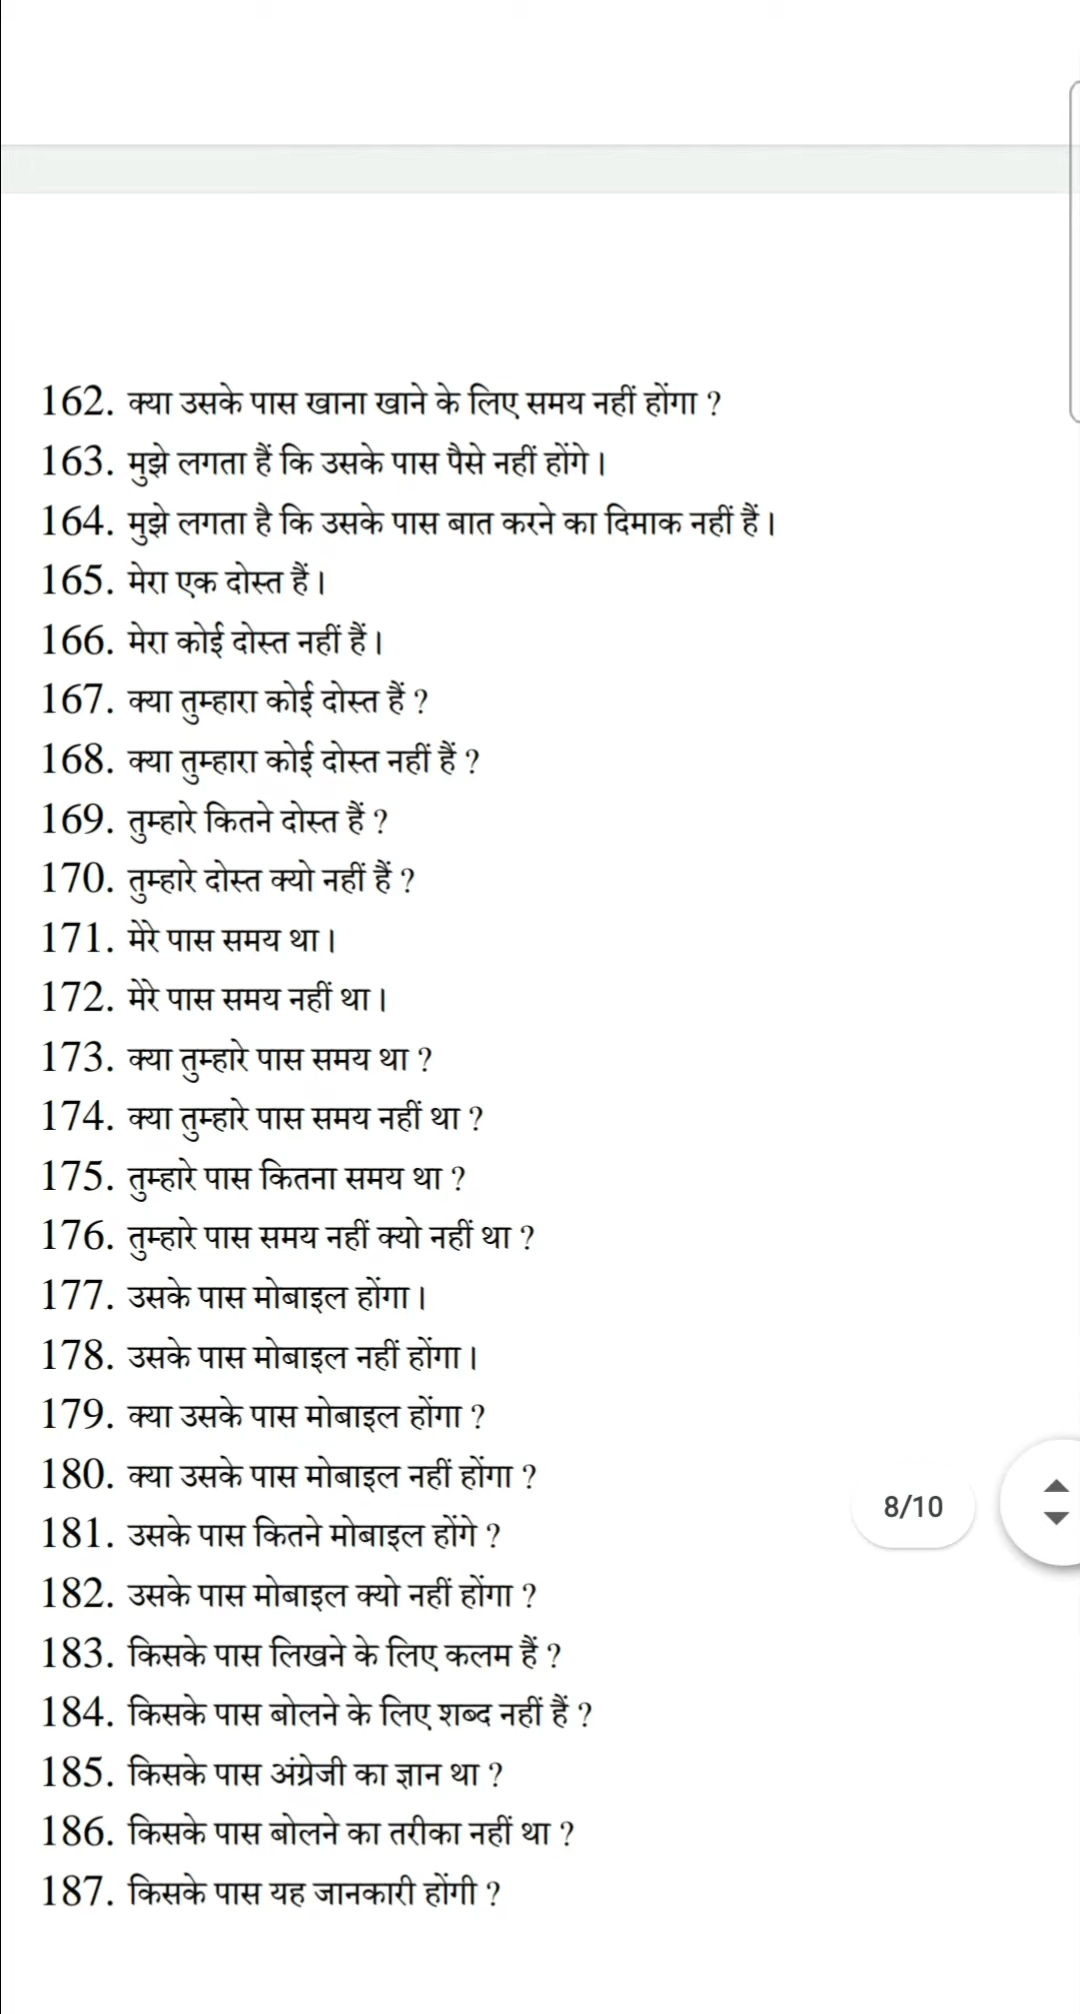 162. क्या उसके पास खाना खाने के लिए समय नहीं होंगा ?
163. मुझे लगता हैं कि उसके पास पैसे नहीं होंगे।
164. मुझे लगता है कि उसके पास बात करने का दिमाक नहीं हैं।
165. मेरा एक दोस्त हैं।
166. मेरा कोई दोस्त नहीं हैं।
167. क्या तुम्हारा कोई दोस्त हैं ?
168. क्या तुम्हारा कोई दोस्त नहीं हैं ?
169. तुम्हारे कितने दोस्त हैं ?
170. तुम्हारे दोस्त क्यो नहीं हैं ?
171. मेरे पास समय था।
172. मेरे पास समय नहीं था।
173. क्या तुम्हारे पास समय था ?
174. क्या तुम्हारे पास समय नहीं था ?
175. तुम्हारे पास कितना समय था ?
176. तुम्हारे पास समय नहीं क्यो नहीं था ?
177. उसके पास मोबाइल होंगा।
178. उसके पास मोबाइल नहीं होंगा।
179. क्या उसके पास मोबाइल होंगा ?
180. क्या उसके पास मोबाइल नहीं होंगा ?
8/10
181. उसके पास कितने मोबाइल होंगे ?
182. उसके पास मोबाइल क्यो नहीं होंगा ?
183. किसके पास लिखने के लिए कलम हैं ?
184. किसके पास बोलने के लिए शब्द नहीं हैं ?
185. किसके पास अंग्रेजी का ज्ञान था ?
186. किसके पास बोलने का तरीका नहीं था ?
187. किसके पास यह जानकारी होंगी ?